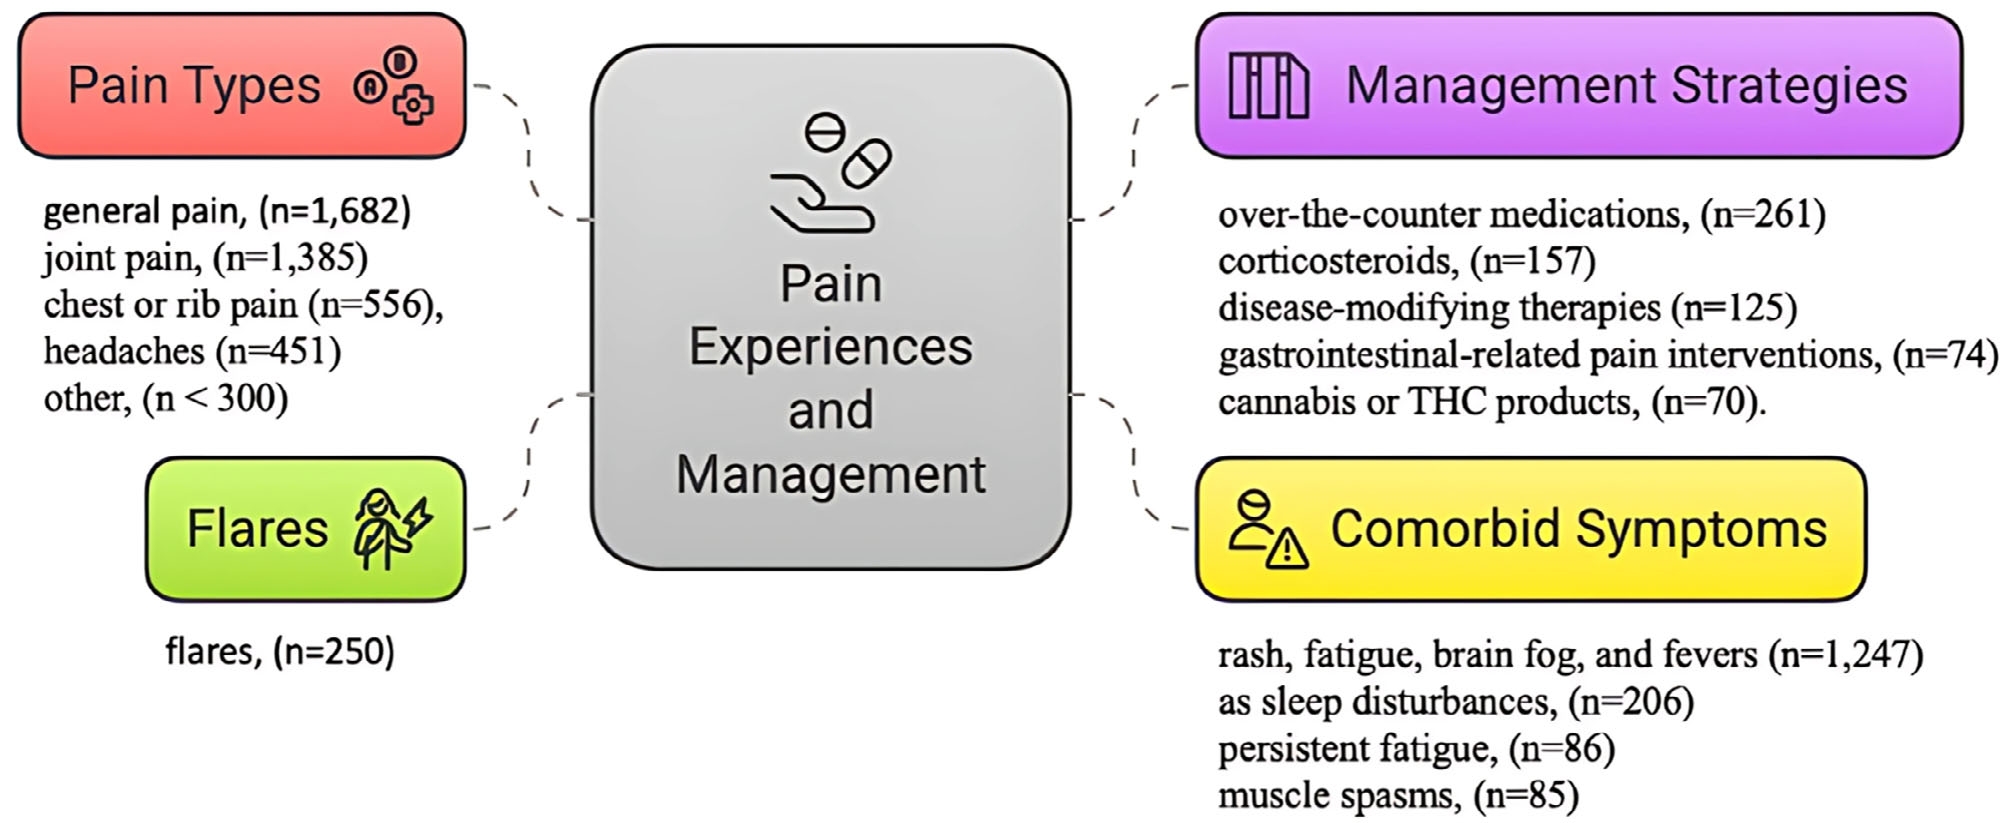 Pain Types
general pain, (n=1,682)
joint pain, (n=1,385)
chest or rib pain (n=556),
headaches (n=451)
other, (n < 300)
Flares
flares, (n=250)
Pain
Experiences
and
Management
Management Strategies
over-the-counter medications, (n=261)
corticosteroids, (n=157)
disease-modifying therapies (n=125)
gastrointestinal-related pain interventions, (n=74)
cannabis or THC products, (n=70).
Comorbid Symptoms
rash, fatigue, brain fog, and fevers (n=1,247)
as sleep disturbances, (n=206)
persistent fatigue, (n=86)
muscle spasms, (n=85)